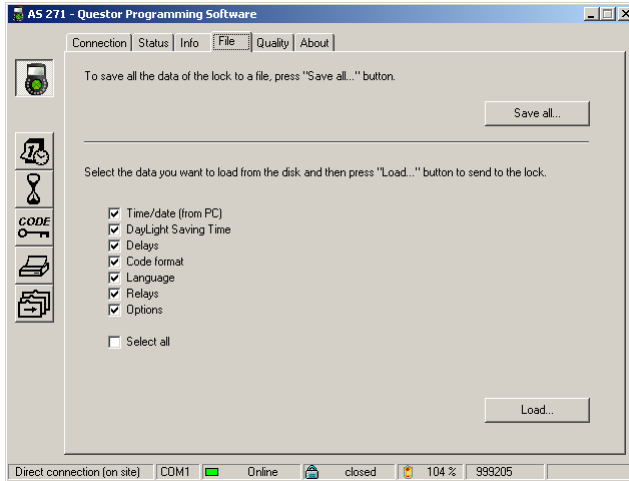 AS 271 - Questor Programming Software
Connection Status Info File Quality About
To save all the data of the lock to a file, press "Save all..." button.
Save all...
Select the data you want to load from the disk and then press "Load..." button to send to the lock.
Time/date (from PC)
DayLight Saving Time
Delays
CODE
Code format
Language
Relays
Options
Select all
Load...
Direct connection (on site) COM1 Online closed 104 % 999205